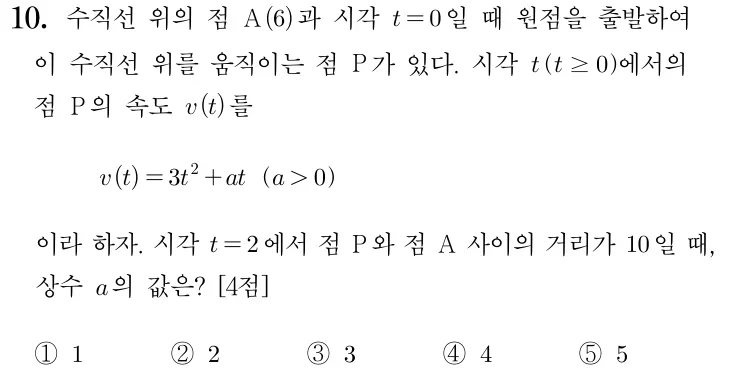 10. 수직선 위의 점 A(6)과 시각 t=0일 때 원점을 출발하여
이 수직선 위를 움직이는 점 P가 있다. 시각 t(t≥0)에서의
점 P의 속도 v(t)를
v(t)=3t²+at (a>0)
이라 하자. 시각 t=2에서 점 P와 점 A 사이의 거리가 10일 때,
상수 a의 값은? [4점]
① 1 ② 2 ③ 3 ④ 4 ⑤ 5